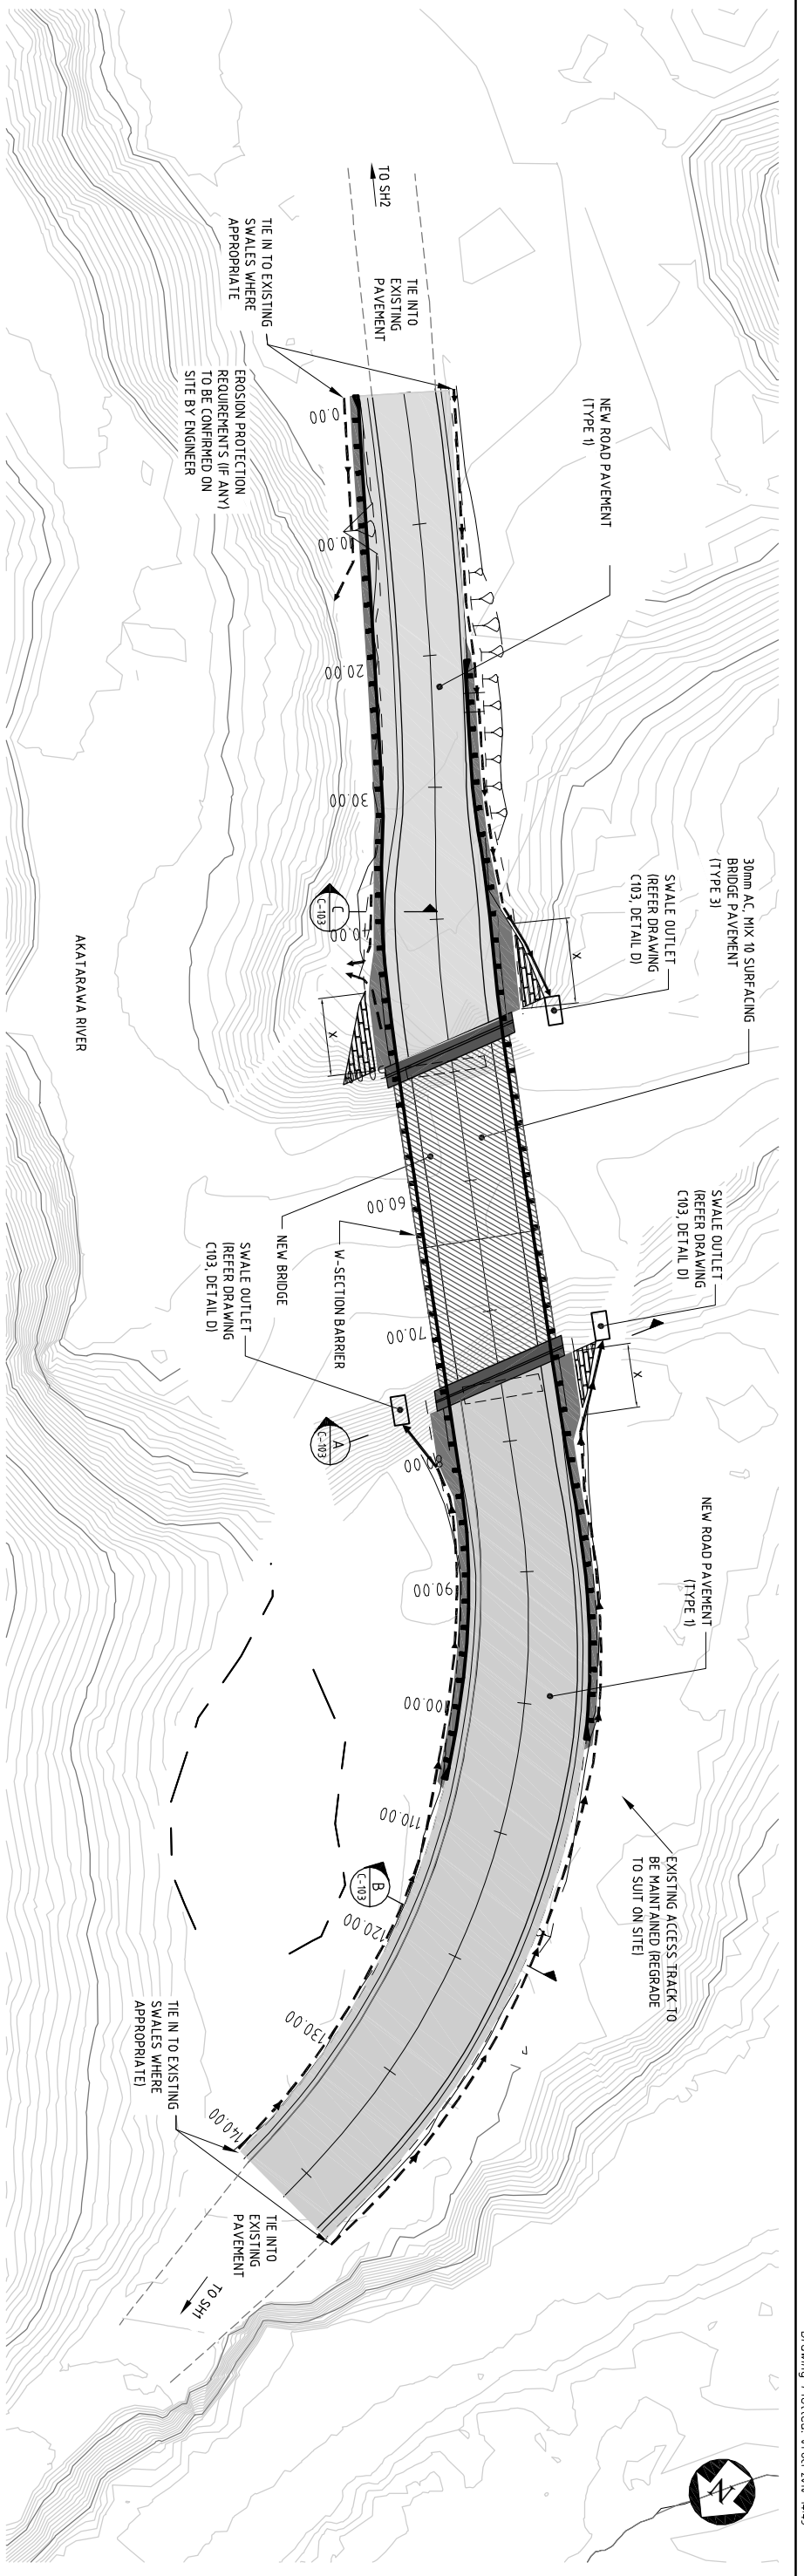 TO SH2
TIE IN TO EXISTING
SWALES WHERE
APPROPRIATE
TIE INTO
EXISTING
PAVEMENT
EROSION PROTECTION
REQUIREMENTS (IF ANY)
TO BE CONFIRMED ON
SITE BY ENGINEER
NEW ROAD PAVEMENT
(TYPE 1)
0.00
10.00
20.00
30.00
40.00
C
C-103
30mm AC, MIX 10 SURFACING
BRIDGE PAVEMENT
(TYPE 3)
SWALE OUTLET
(REFER DRAWING
C103, DETAIL D)
X
X
AKATARAWA RIVER
60.00
70.00
SWALE OUTLET
(REFER DRAWING
C103, DETAIL D)
W-SECTION BARRIER
NEW BRIDGE
SWALE OUTLET
(REFER DRAWING
C103, DETAIL D)
X
A
C-103
80.00
90.00
NEW ROAD PAVEMENT
(TYPE 1)
100.00
110.00
EXISTING ACCESS TRACK TO
BE MAINTAINED (REGRADE
TO SUIT ON SITE)
B
C-103
120.00
130.00
140.00
TIE IN TO EXISTING
SWALES WHERE
APPROPRIATE)
TIE INTO
EXISTING
PAVEMENT
TO SH1
N